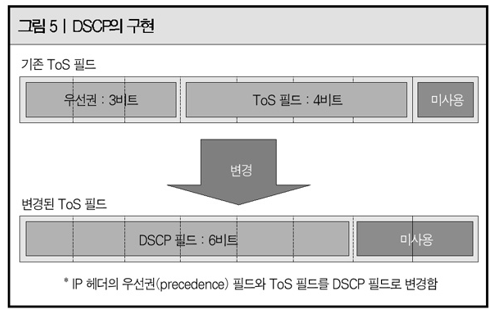 그림 5 | DSCP의 구현
기존 ToS 필드
우선권 : 3비트 ToS 필드 : 4비트 미사용
변경
변경된 ToS 필드
DSCP 필드 : 6비트 미사용
* IP 헤더의 우선권(precedence) 필드와 ToS 필드를 DSCP 필드로 변경함